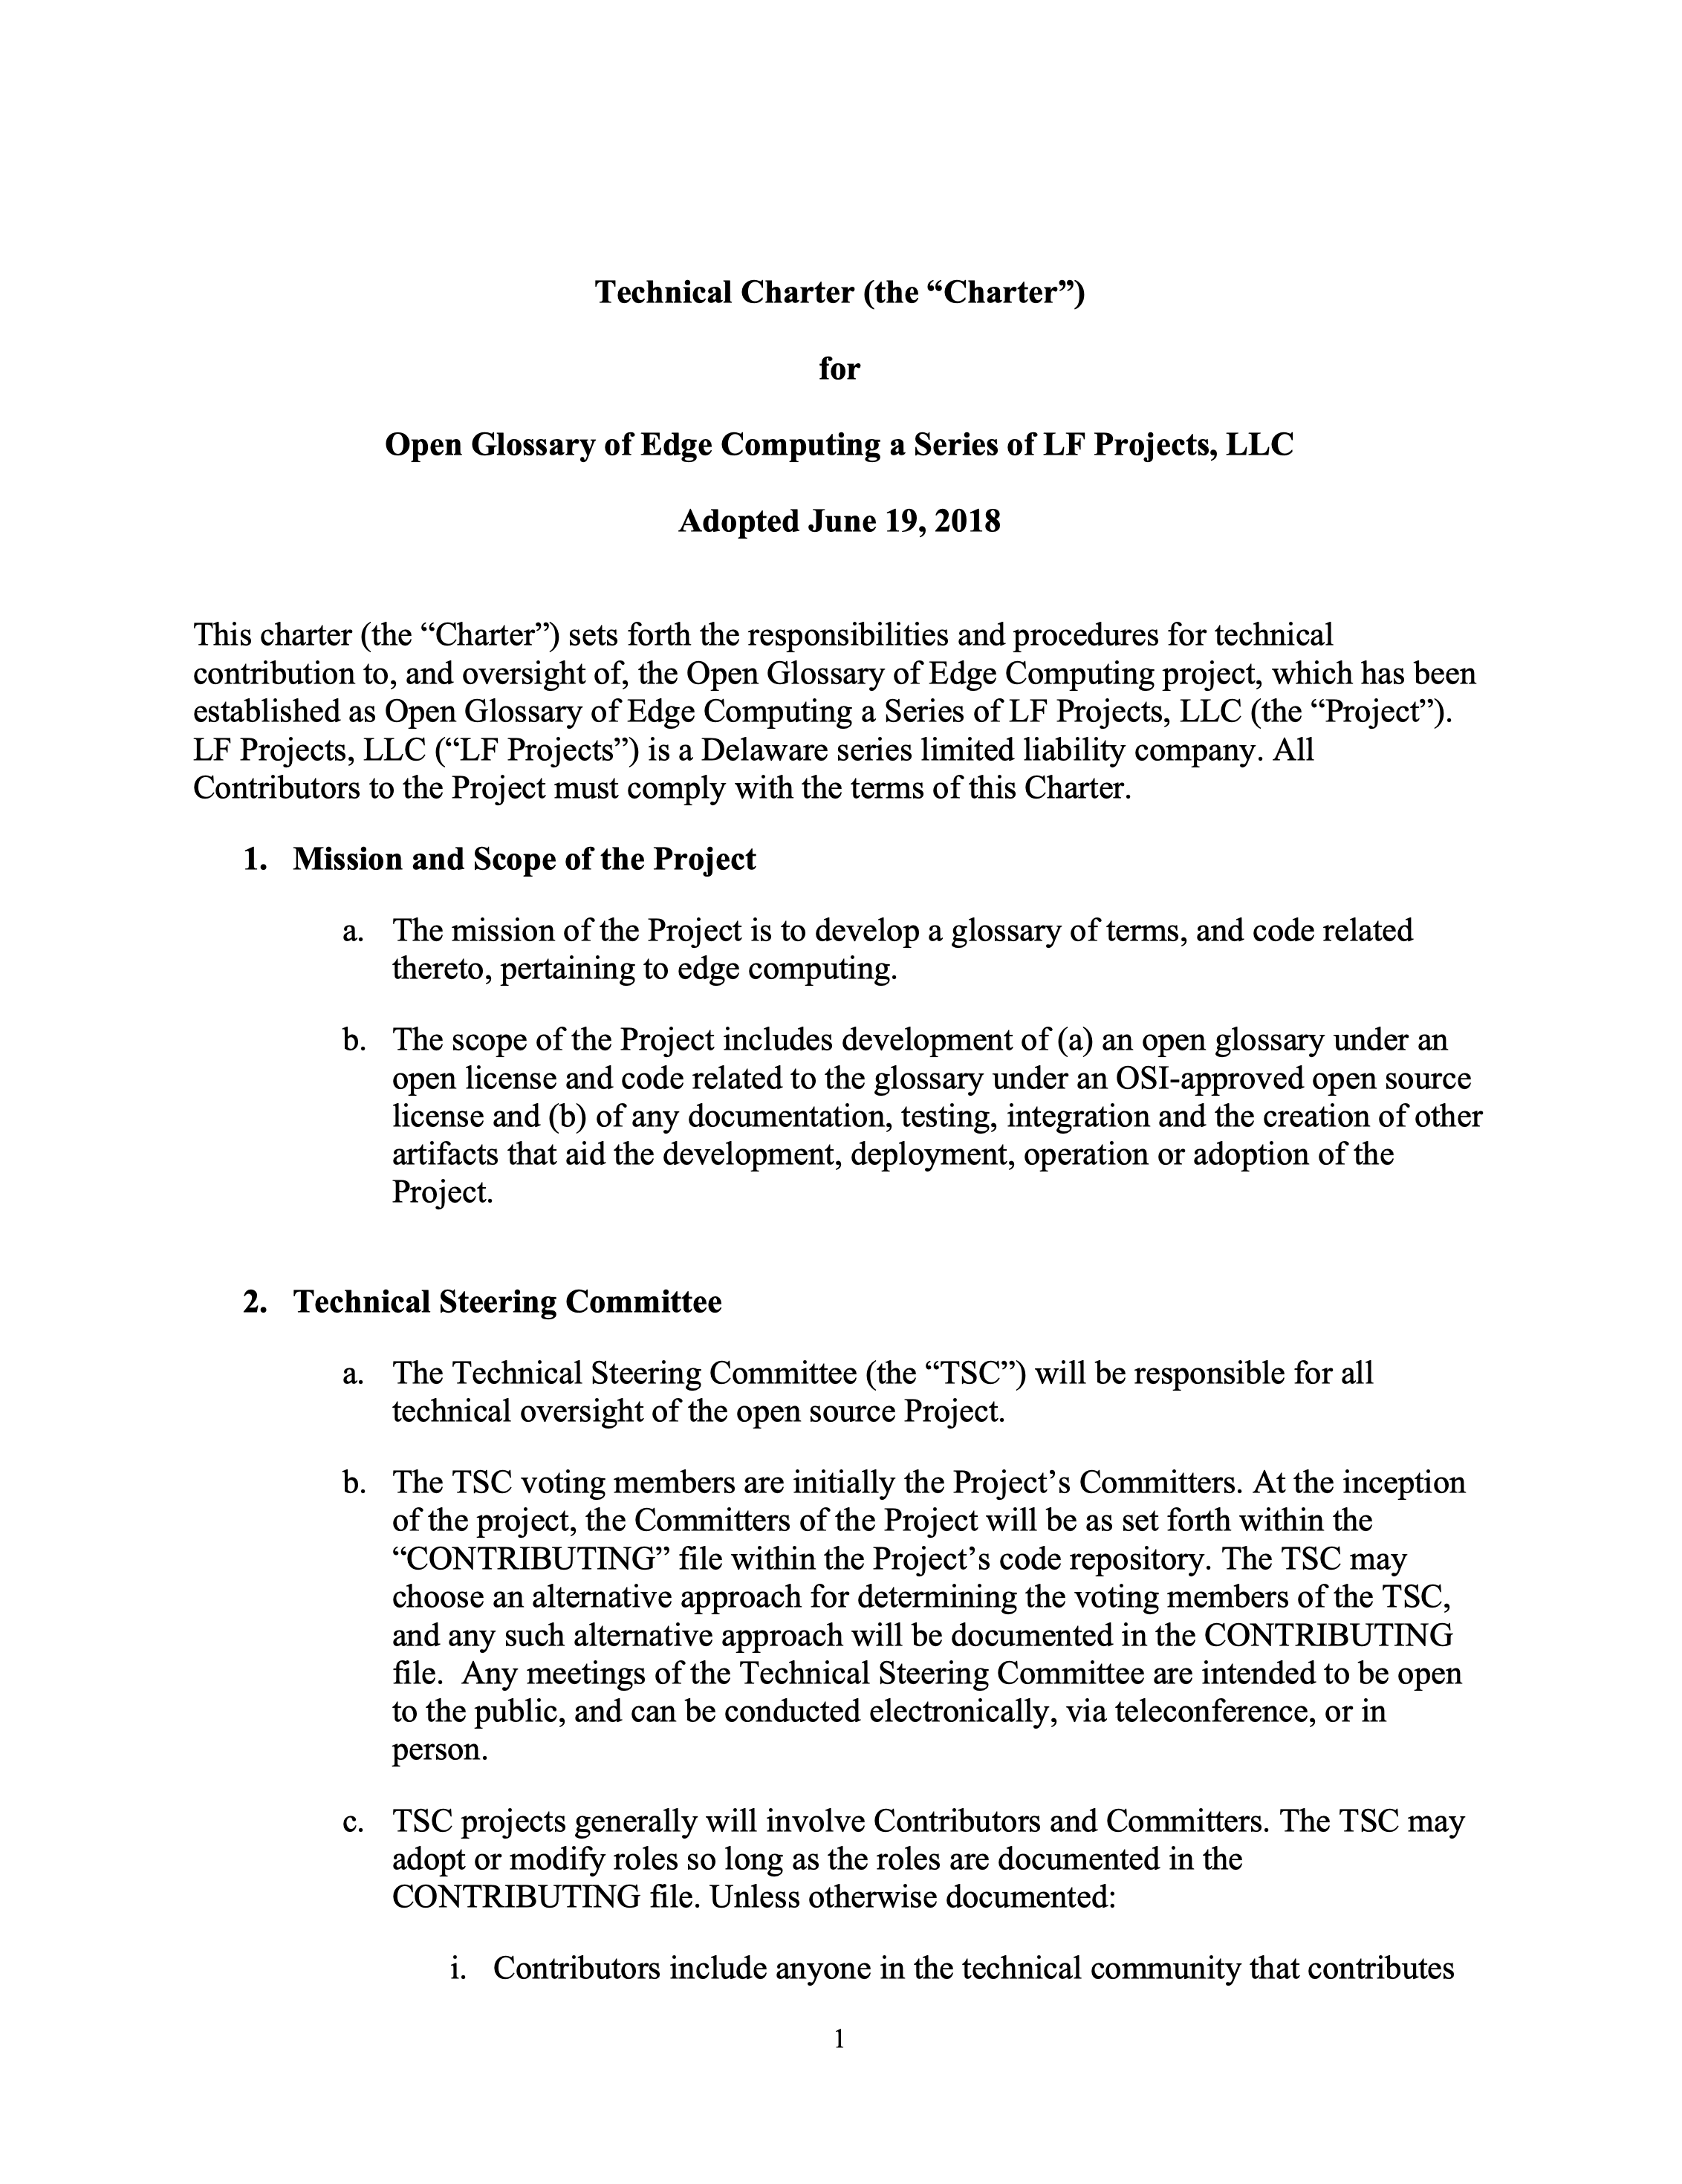 Technical Charter (the “Charter”)
for
Open Glossary of Edge Computing a Series of LF Projects, LLC
Adopted June 19, 2018
This charter (the “Charter”) sets forth the responsibilities and procedures for technical
contribution to, and oversight of, the Open Glossary of Edge Computing project, which has been
established as Open Glossary of Edge Computing a Series of LF Projects, LLC (the “Project”).
LF Projects, LLC (“LF Projects”) is a Delaware series limited liability company. All
Contributors to the Project must comply with the terms of this Charter.
1. Mission and Scope of the Project
a. The mission of the Project is to develop a glossary of terms, and code related
thereto, pertaining to edge computing.
b. The scope of the Project includes development of (a) an open glossary under an
open license and code related to the glossary under an OSI-approved open source
license and (b) of any documentation, testing, integration and the creation of other
artifacts that aid the development, deployment, operation or adoption of the
Project.
2. Technical Steering Committee
a. The Technical Steering Committee (the “TSC”) will be responsible for all
technical oversight of the open source Project.
b. The TSC voting members are initially the Project’s Committers. At the inception
of the project, the Committers of the Project will be as set forth within the
“CONTRIBUTING” file within the Project’s code repository. The TSC may
choose an alternative approach for determining the voting members of the TSC,
and any such alternative approach will be documented in the CONTRIBUTING
file.  Any meetings of the Technical Steering Committee are intended to be open
to the public, and can be conducted electronically, via teleconference, or in
person.
c. TSC projects generally will involve Contributors and Committers. The TSC may
adopt or modify roles so long as the roles are documented in the
CONTRIBUTING file. Unless otherwise documented:
i. Contributors include anyone in the technical community that contributes
1